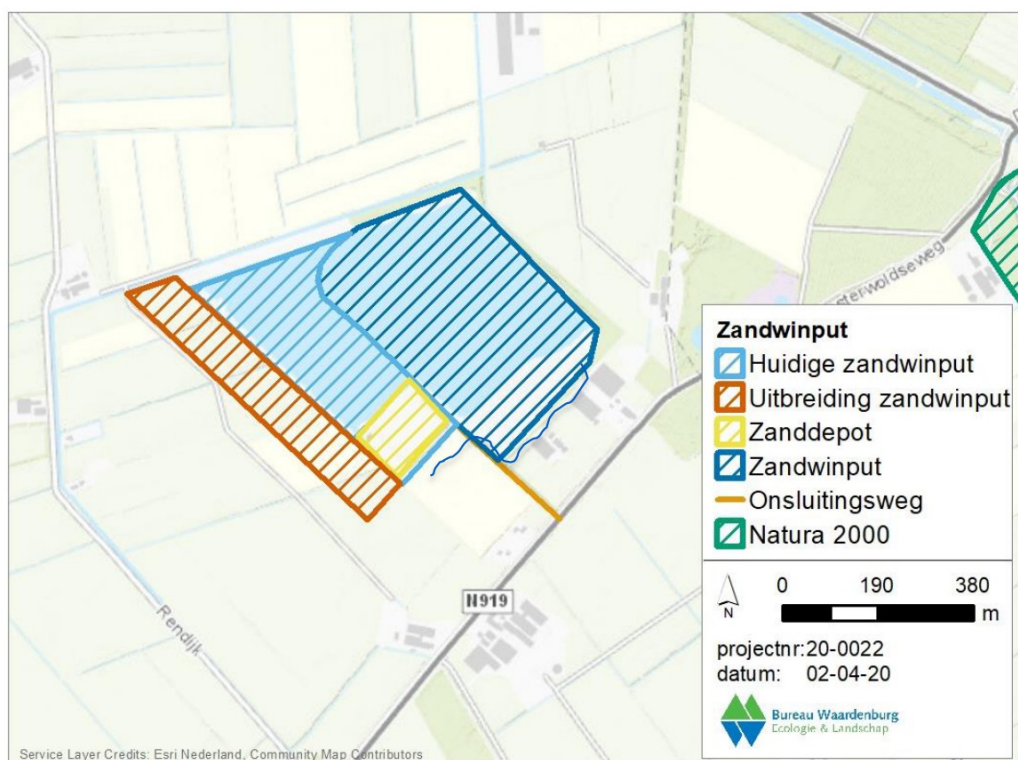 sterwoldseweg
Zandwinput
Huidige zandwinput
Uitbreiding zandwinput
Zanddepot
Zandwinput
Onsluitingsweg
Natura 2000
N919
Rendijk
0 190 380
m
N
projectnr:20-0022
datum: 02-04-20
Bureau Waardenburg
Ecologie & Landschap
Service Layer Credits: Esri Nederland, Community Map Contributors